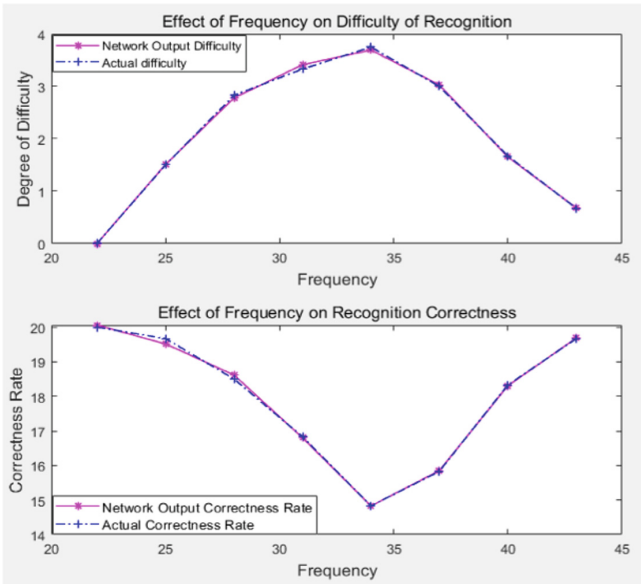 Effect of Frequency on Difficulty of Recognition
4
3
2
1
0
Degree of Difficulty
Network Output Difficulty
Actual difficulty
20 25 30 35 40 45
Frequency
Effect of Frequency on Recognition Correctness
20
19
18
17
16
15
14
Correctness Rate
Network Output Correctness Rate
Actual Correctness Rate
20 25 30 35 40 45
Frequency